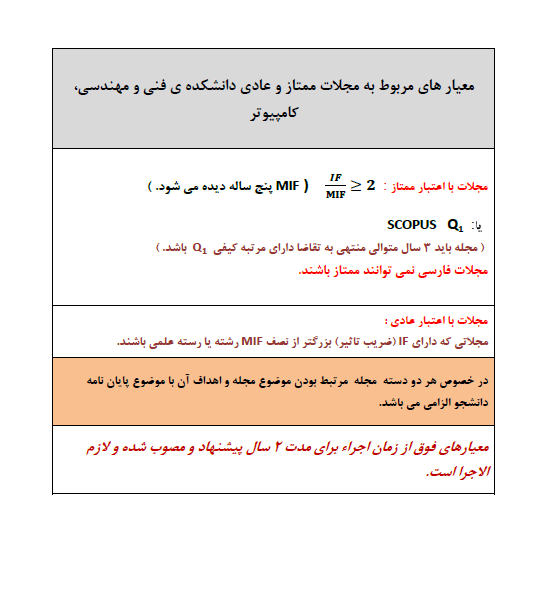 معیار های مربوط به مجلات ممتاز و عادی دانشکده ی فنی و مهندسی،
کامپیوتر
مجلات با اعتبار ممتاز : IF/MIF ≥ 2 ( MIF پنج ساله دیده می شود. )
یا: SCOPUS Q1
( مجله باید ۳ سال متوالی منتهی به تقاضا دارای مرتبه کیفی Q1 باشد. )
مجلات فارسی نمی توانند ممتاز باشند.
مجلات با اعتبار عادی :
مجلاتی که دارای IF (ضریب تاثیر) بزرگتر از نصف MIF رشته یا رسته علمی باشند.
در خصوص هر دو دسته مجله مرتبط بودن موضوع مجله و اهداف آن با موضوع پایان نامه
دانشجو الزامی می باشد.
معیارهای فوق از زمان اجراء برای مدت ۲ سال پیشنهاد و مصوب شده و لازم
الاجرا است.